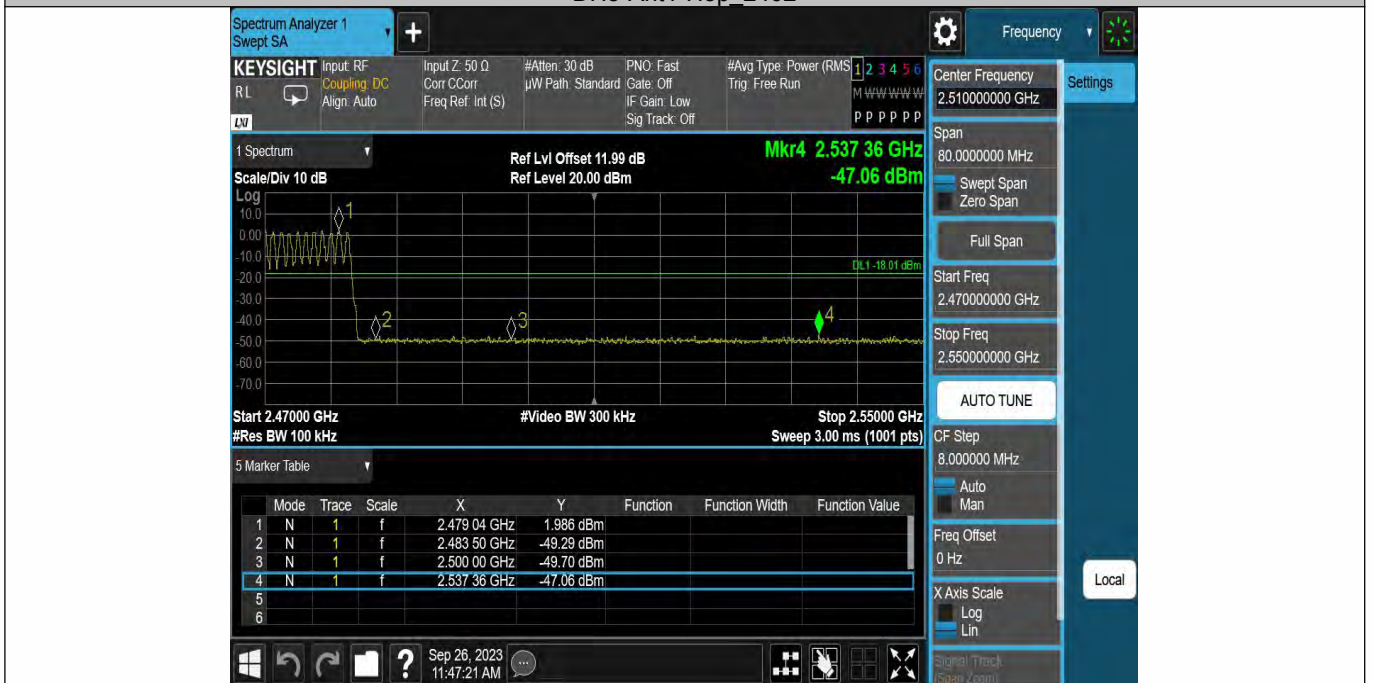 Spectrum Analyzer 1
Swept SA
+
Frequency
KEYSIGHT
RL
LXI
Input: RF
Coupling: DC
Align: Auto
Input Z: 50 Ω
Corr CCorr
Freq Ref: Int (S)
#Atten: 30 dB
µW Path: Standard
PNO: Fast
Gate: Off
IF Gain: Low
Sig Track: Off
#Avg Type: Power (RMS
Trig: Free Run
1 2 3 4 5 6
M W W W W W
P P P P P P
1 Spectrum
Scale/Div 10 dB
Ref Lvl Offset 11.99 dB
Ref Level 20.00 dBm
Mkr4 2.537 36 GHz
-47.06 dBm
Log
10.0
0.00
-10.0
-20.0
-30.0
-40.0
-50.0
-60.0
-70.0
1
2
3
4
DL1 -18.01 dBm
Start 2.47000 GHz
#Video BW 300 kHz
Stop 2.55000 GHz
#Res BW 100 kHz
Sweep 3.00 ms (1001 pts)
5 Marker Table
Mode Trace Scale X Y Function Function Width Function Value
1 N 1 f 2.479 04 GHz 1.986 dBm
2 N 1 f 2.483 50 GHz -49.29 dBm
3 N 1 f 2.500 00 GHz -49.70 dBm
4 N 1 f 2.537 36 GHz -47.06 dBm
5
6
Sep 26, 2023
11:47:21 AM
?
Center Frequency
2.510000000 GHz
Settings
Span
80.0000000 MHz
Swept Span
Zero Span
Full Span
Start Freq
2.470000000 GHz
Stop Freq
2.550000000 GHz
AUTO TUNE
CF Step
8.000000 MHz
Auto
Man
Freq Offset
0 Hz
X Axis Scale
Log
Lin
Local
Signal Track
(Span Zoom)